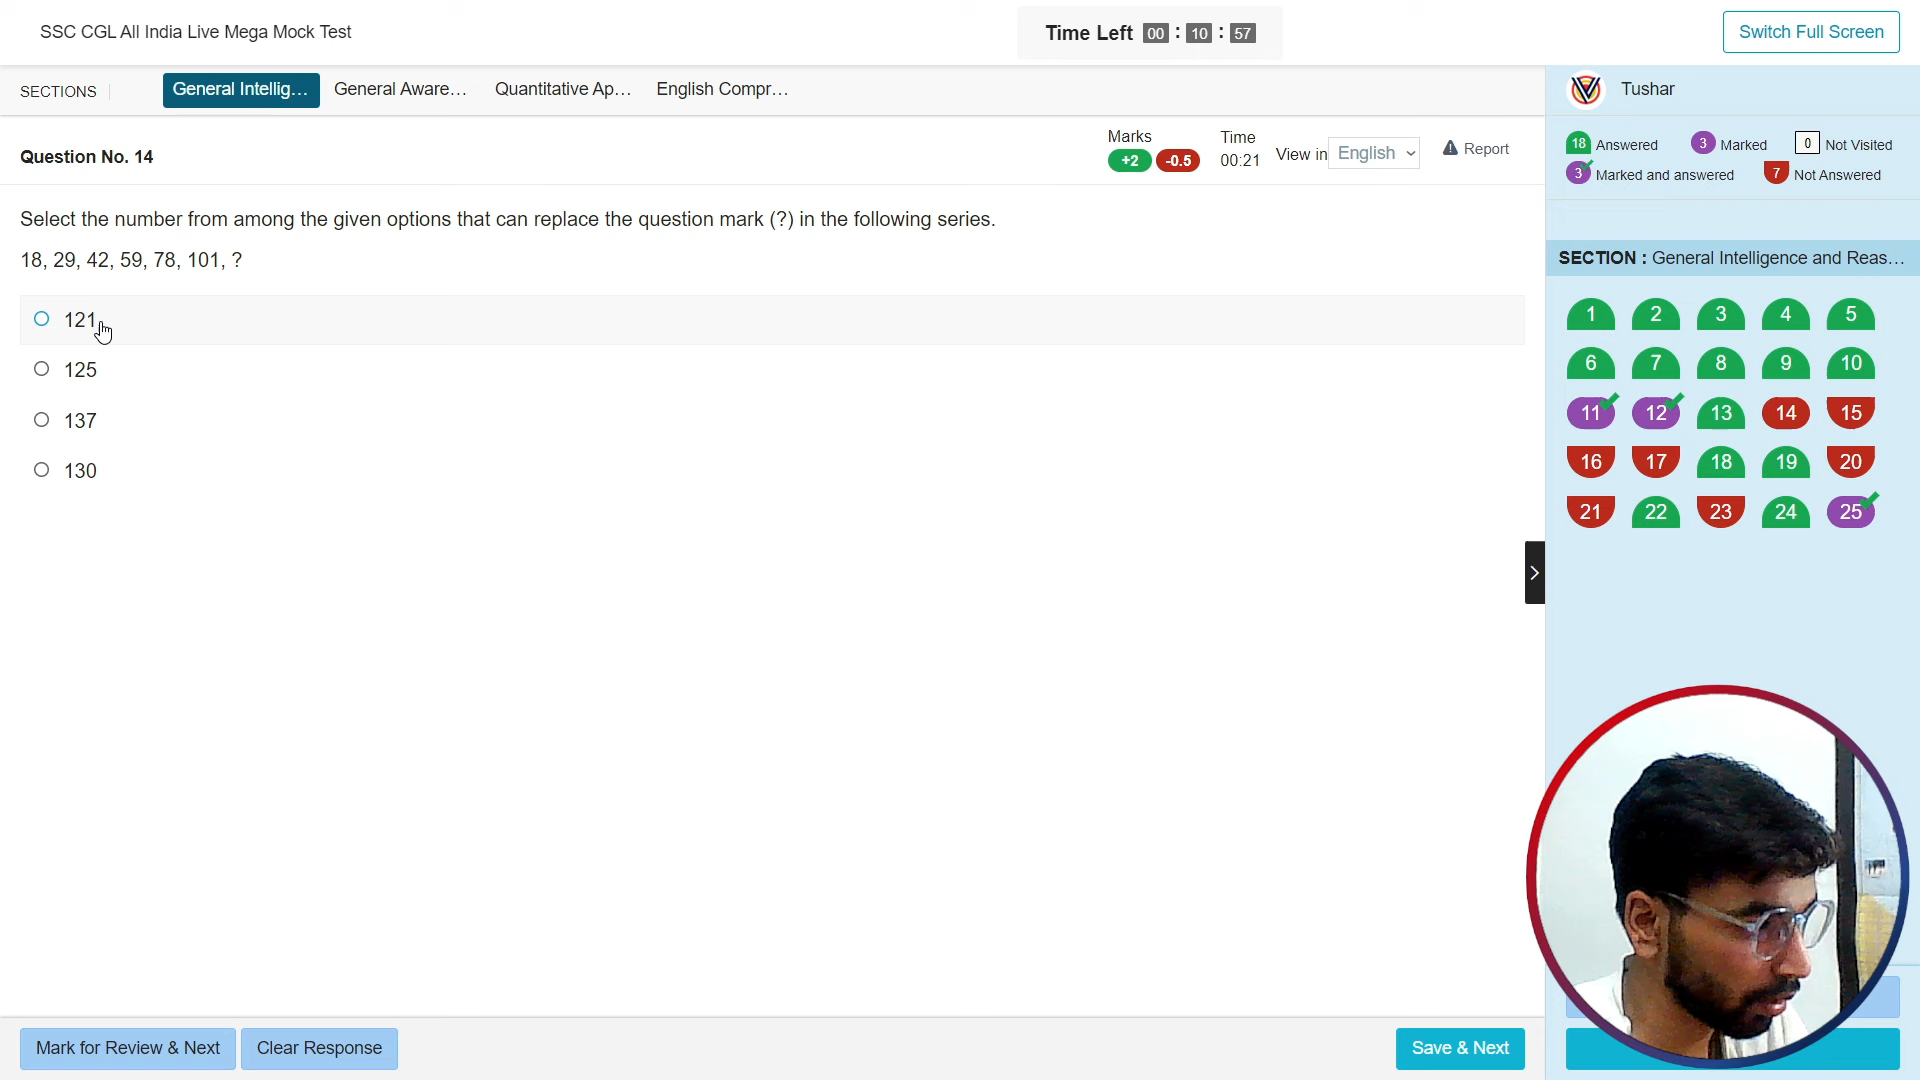 SSC CGL All India Live Mega Mock Test
Time Left 00 : 10 : 57
Switch Full Screen
SECTIONS
General Intellig...
General Aware...
Quantitative Ap...
English Compr...
Tushar
Question No. 14
Marks
+2 -0.5
Time
00:21
View in English
Report
18 Answered
3 Marked
0 Not Visited
3 Marked and answered
7 Not Answered
Select the number from among the given options that can replace the question mark (?) in the following series.
18, 29, 42, 59, 78, 101, ?
121
125
137
130
SECTION : General Intelligence and Reas...
1 2 3 4 5
6 7 8 9 10
11 12 13 14 15
16 17 18 19 20
21 22 23 24 25
Mark for Review & Next
Clear Response
Save & Next